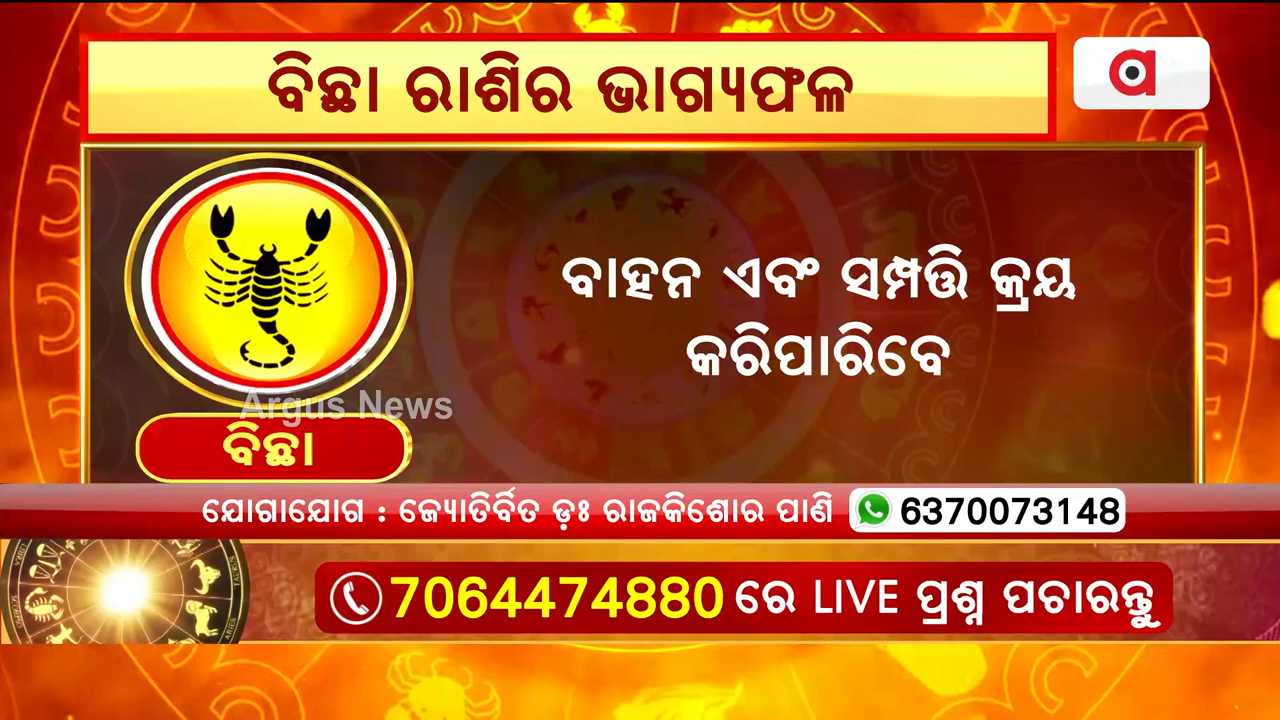 ବିଛା ରାଶିର ଭାଗ୍ୟଫଳ
ବାହନ ଏବଂ ସମ୍ପତ୍ତି କ୍ରୟ
କରିପାରିବେ
Argus News
ବିଛା
ଯୋଗାଯୋଗ : ଜ୍ୟୋତିର୍ବିତ ଡ଼ଃ ରାଜକିଶୋର ପାଣି 6370073148
7064474880 ରେ LIVE ପ୍ରଶ୍ନ ପଚାରନ୍ତୁ